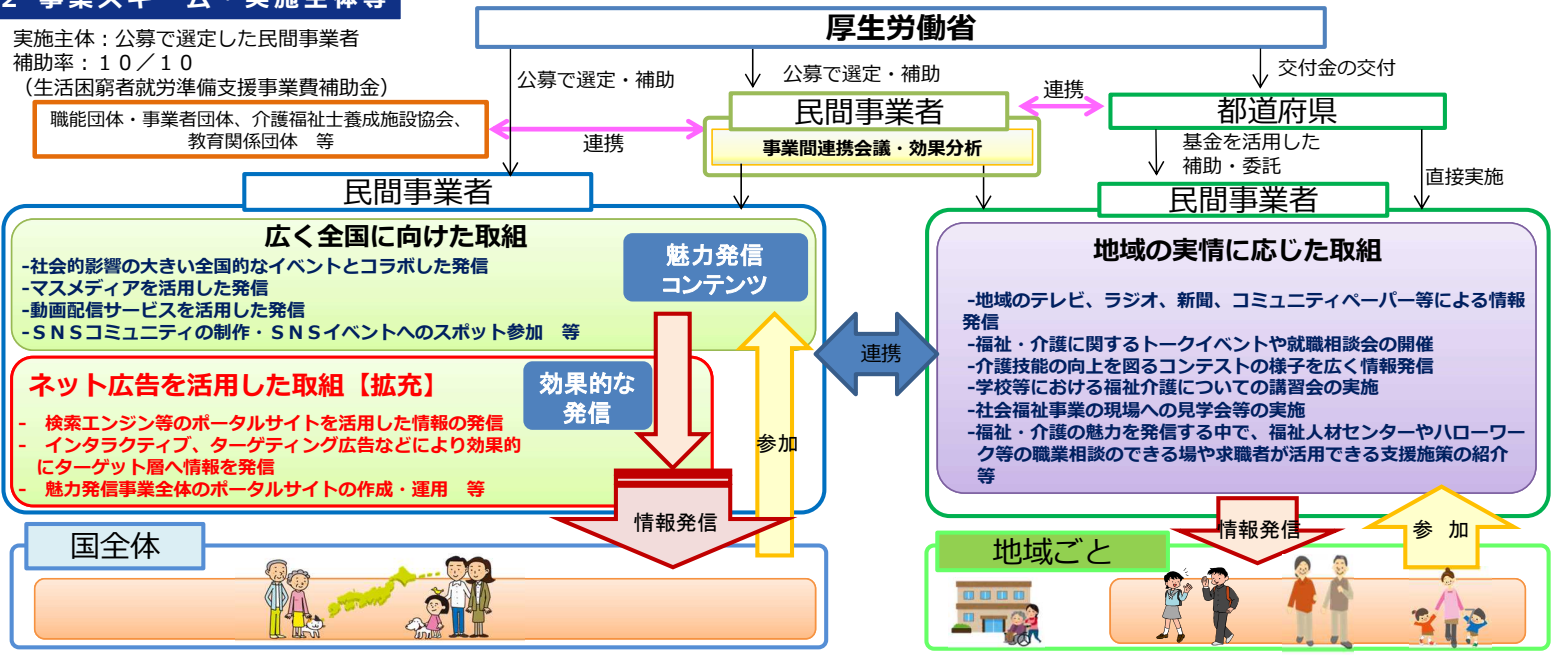 2 事業スキーム・実施主体等
実施主体：公募で選定した民間事業者
補助率：１０／１０
（生活困窮者就労準備支援事業費補助金）
厚生労働省
公募で選定・補助
公募で選定・補助
交付金の交付
職能団体・事業者団体、介護福祉士養成施設協会、
教育関係団体　等
連携
民間事業者
事業間連携会議・効果分析
連携
都道府県
基金を活用した
補助・委託
直接実施
民間事業者
広く全国に向けた取組
-社会的影響の大きい全国的なイベントとコラボした発信
-マスメディアを活用した発信
-動画配信サービスを活用した発信
-ＳＮＳコミュニティの制作・ＳＮＳイベントへのスポット参加　等
魅力発信
コンテンツ
ネット広告を活用した取組【拡充】
-　検索エンジン等のポータルサイトを活用した情報の発信
-　インタラクティブ、ターゲティング広告などにより効果的
にターゲット層へ情報を発信
-　魅力発信事業全体のポータルサイトの作成・運用　等
効果的な
発信
参加
情報発信
連携
民間事業者
地域の実情に応じた取組
-地域のテレビ、ラジオ、新聞、コミュニティペーパー等による情報
発信
-福祉・介護に関するトークイベントや就職相談会の開催
-介護技能の向上を図るコンテストの様子を広く情報発信
-学校等における福祉介護についての講習会の実施
-社会福祉事業の現場への見学会等の実施
-福祉・介護の魅力を発信する中で、福祉人材センターやハローワー
ク等の職業相談のできる場や求職者が活用できる支援施策の紹介
等
情報発信
参　加
国全体
地域ごと